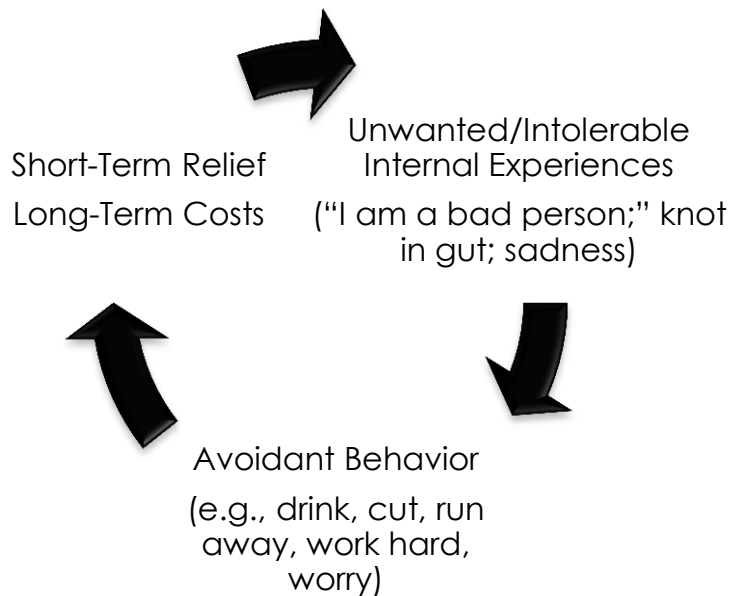 Short-Term Relief
Long-Term Costs
Unwanted/Intolerable
Internal Experiences
(“I am a bad person;” knot
in gut; sadness)
Avoidant Behavior
(e.g., drink, cut, run
away, work hard,
worry)